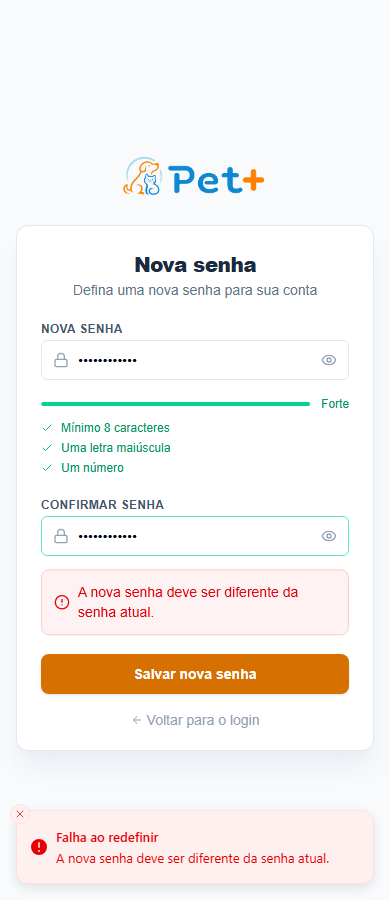 Pet+
Nova senha
Defina uma nova senha para sua conta
NOVA SENHA
••••••••••••
Forte
Mínimo 8 caracteres
Uma letra maiúscula
Um número
CONFIRMAR SENHA
••••••••••••
A nova senha deve ser diferente da
senha atual.
Salvar nova senha
← Voltar para o login
Falha ao redefinir
A nova senha deve ser diferente da senha atual.